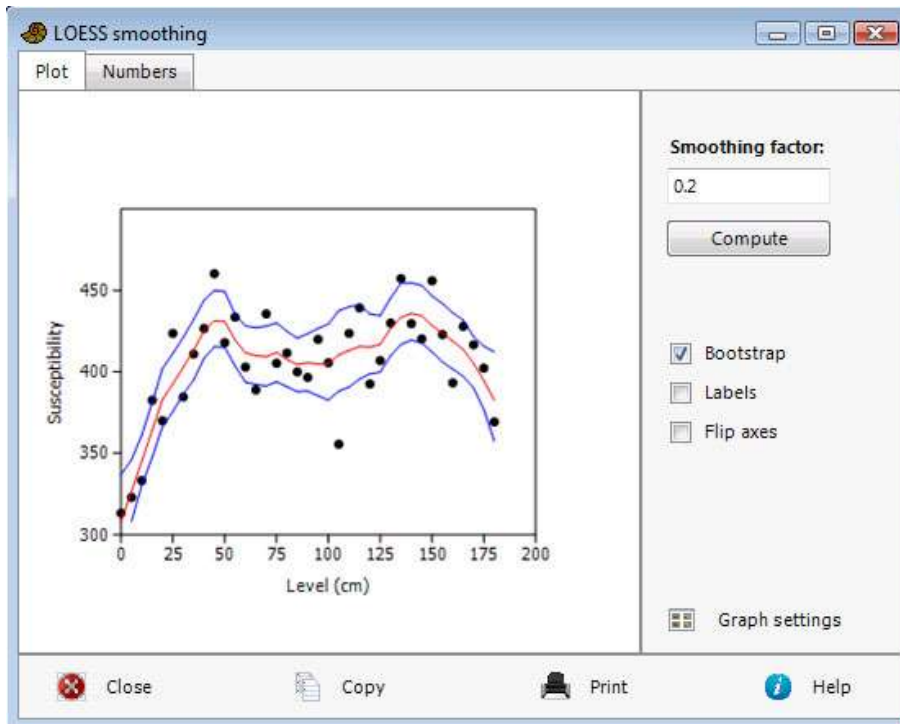 LOESS smoothing
Plot Numbers
Smoothing factor:
0.2
Compute
450
400
350
300
Susceptibility
0 25 50 75 100 125 150 175 200
Level (cm)
Bootstrap
Labels
Flip axes
Graph settings
Close Copy Print Help